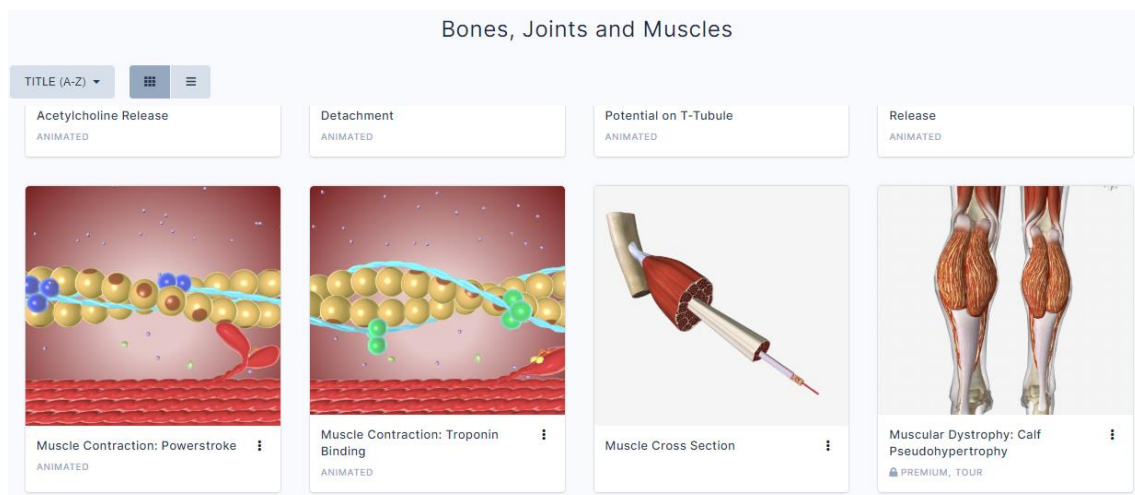 Bones, Joints and Muscles
TITLE (A-Z)
Acetylcholine Release
ANIMATED
Detachment
ANIMATED
Potential on T-Tubule
ANIMATED
Release
ANIMATED
Muscle Contraction: Powerstroke
ANIMATED
Muscle Contraction: Troponin
Binding
ANIMATED
Muscle Cross Section
Muscular Dystrophy: Calf
Pseudohypertrophy
PREMIUM, TOUR